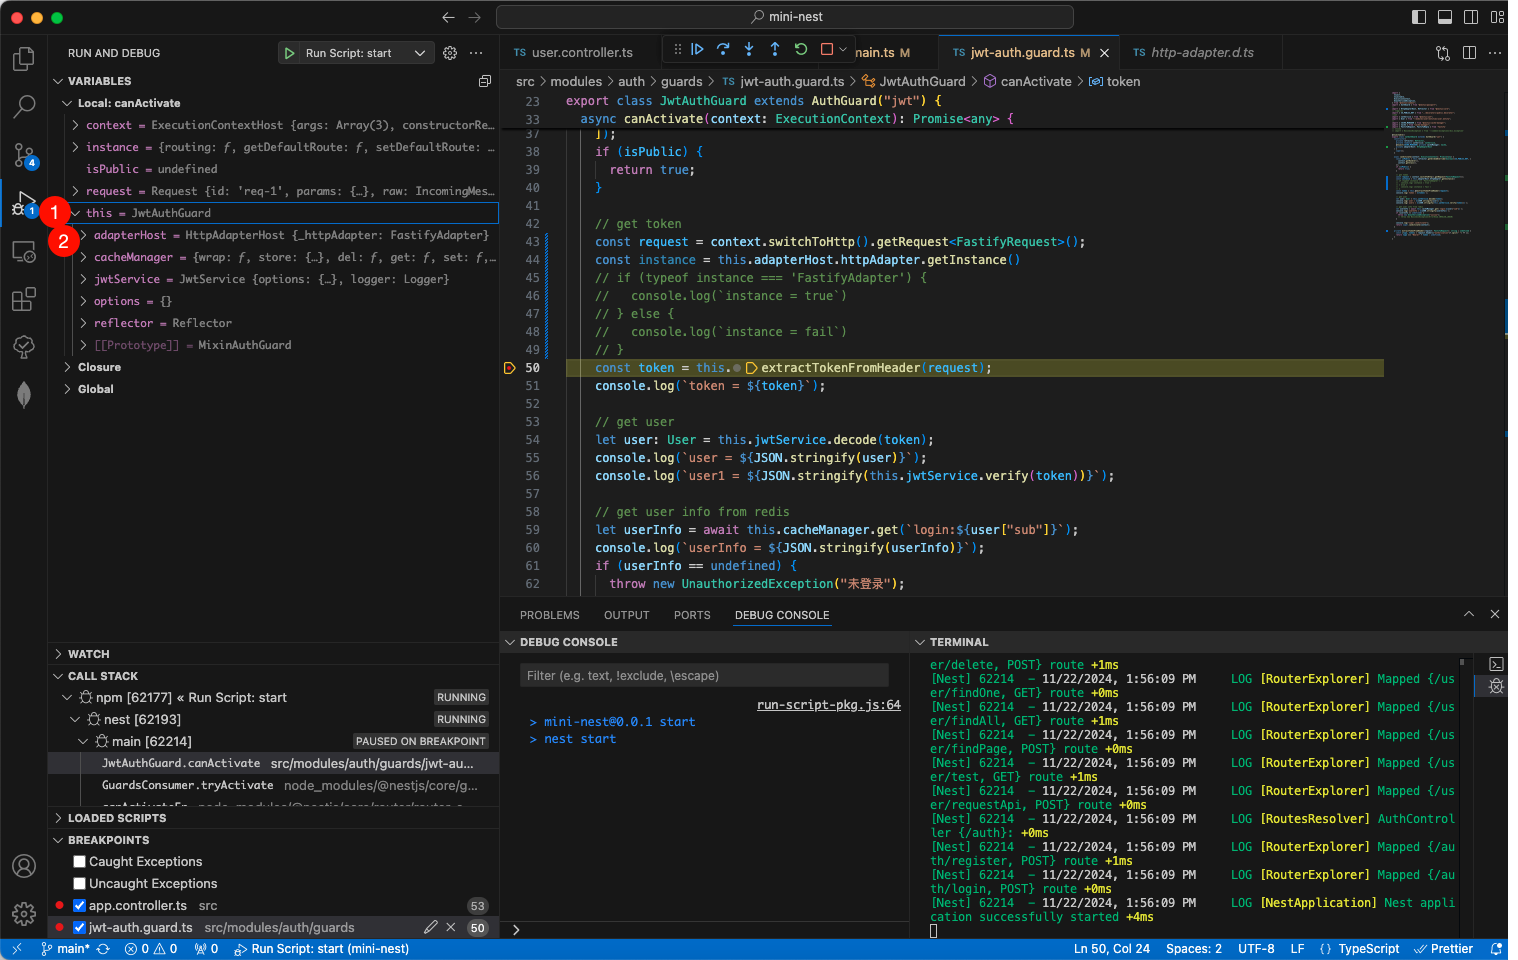 mini-nest
RUN AND DEBUG
Run Script: start
VARIABLES
Local: canActivate
context = ExecutionContextHost {args: Array(3), constructorRe…
instance = {routing: ƒ, getDefaultRoute: ƒ, setDefaultRoute: …
isPublic = undefined
request = Request {id: 'req-1', params: {…}, raw: IncomingMes…
1
this = JwtAuthGuard
2
adapterHost = HttpAdapterHost {_httpAdapter: FastifyAdapter}
cacheManager = {wrap: ƒ, store: {…}, del: ƒ, get: ƒ, set: ƒ,…
jwtService = JwtService {options: {…}, logger: Logger}
options = {}
reflector = Reflector
[[Prototype]] = MixinAuthGuard
Closure
Global
4
1
WATCH
CALL STACK
npm [62177] « Run Script: start RUNNING
nest [62193] RUNNING
main [62214] PAUSED ON BREAKPOINT
JwtAuthGuard.canActivate src/modules/auth/guards/jwt-au...
GuardsConsumer.tryActivate node_modules/@nestjs/core/g...
LOADED SCRIPTS
BREAKPOINTS
Caught Exceptions
Uncaught Exceptions
app.controller.ts src 53
jwt-auth.guard.ts src/modules/auth/guards 50
TS user.controller.ts
main.ts M
TS jwt-auth.guard.ts M
TS http-adapter.d.ts
src > modules > auth > guards > TS jwt-auth.guard.ts > JwtAuthGuard > canActivate > token
23 export class JwtAuthGuard extends AuthGuard("jwt") {
33 async canActivate(context: ExecutionContext): Promise<any> {
37 ]);
38 if (isPublic) {
39 return true;
40 }
41
42 // get token
43 const request = context.switchToHttp().getRequest<FastifyRequest>();
44 const instance = this.adapterHost.httpAdapter.getInstance()
45 // if (typeof instance === 'FastifyAdapter') {
46 //   console.log(`instance = true`)
47 // } else {
48 //   console.log(`instance = fail`)
49 // }
50 const token = this.extractTokenFromHeader(request);
51 console.log(`token = ${token}`);
52
53 // get user
54 let user: User = this.jwtService.decode(token);
55 console.log(`user = ${JSON.stringify(user)}`);
56 console.log(`user1 = ${JSON.stringify(this.jwtService.verify(token))}`);
57
58 // get user info from redis
59 let userInfo = await this.cacheManager.get(`login:${user["sub"]}`);
60 console.log(`userInfo = ${JSON.stringify(userInfo)}`);
61 if (userInfo == undefined) {
62 throw new UnauthorizedException("未登录");
PROBLEMS OUTPUT PORTS DEBUG CONSOLE
DEBUG CONSOLE
Filter (e.g. text, !exclude, \escape)
run-script-pkg.js:64
> mini-nest@0.0.1 start
> nest start
TERMINAL
er/delete, POST} route +1ms
[Nest] 62214  - 11/22/2024, 1:56:09 PM     LOG [RouterExplorer] Mapped {/us
er/findOne, GET} route +0ms
[Nest] 62214  - 11/22/2024, 1:56:09 PM     LOG [RouterExplorer] Mapped {/us
er/findAll, GET} route +1ms
[Nest] 62214  - 11/22/2024, 1:56:09 PM     LOG [RouterExplorer] Mapped {/us
er/findPage, POST} route +0ms
[Nest] 62214  - 11/22/2024, 1:56:09 PM     LOG [RouterExplorer] Mapped {/us
er/test, GET} route +1ms
[Nest] 62214  - 11/22/2024, 1:56:09 PM     LOG [RouterExplorer] Mapped {/us
er/requestApi, POST} route +0ms
[Nest] 62214  - 11/22/2024, 1:56:09 PM     LOG [RoutesResolver] AuthControl
ler {/auth}: +0ms
[Nest] 62214  - 11/22/2024, 1:56:09 PM     LOG [RouterExplorer] Mapped {/au
th/register, POST} route +1ms
[Nest] 62214  - 11/22/2024, 1:56:09 PM     LOG [RouterExplorer] Mapped {/au
th/login, POST} route +0ms
[Nest] 62214  - 11/22/2024, 1:56:09 PM     LOG [NestApplication] Nest appli
cation successfully started +4ms
main* 0 0 0 Run Script: start (mini-nest) Ln 50, Col 24 Spaces: 2 UTF-8 LF {} TypeScript Prettier